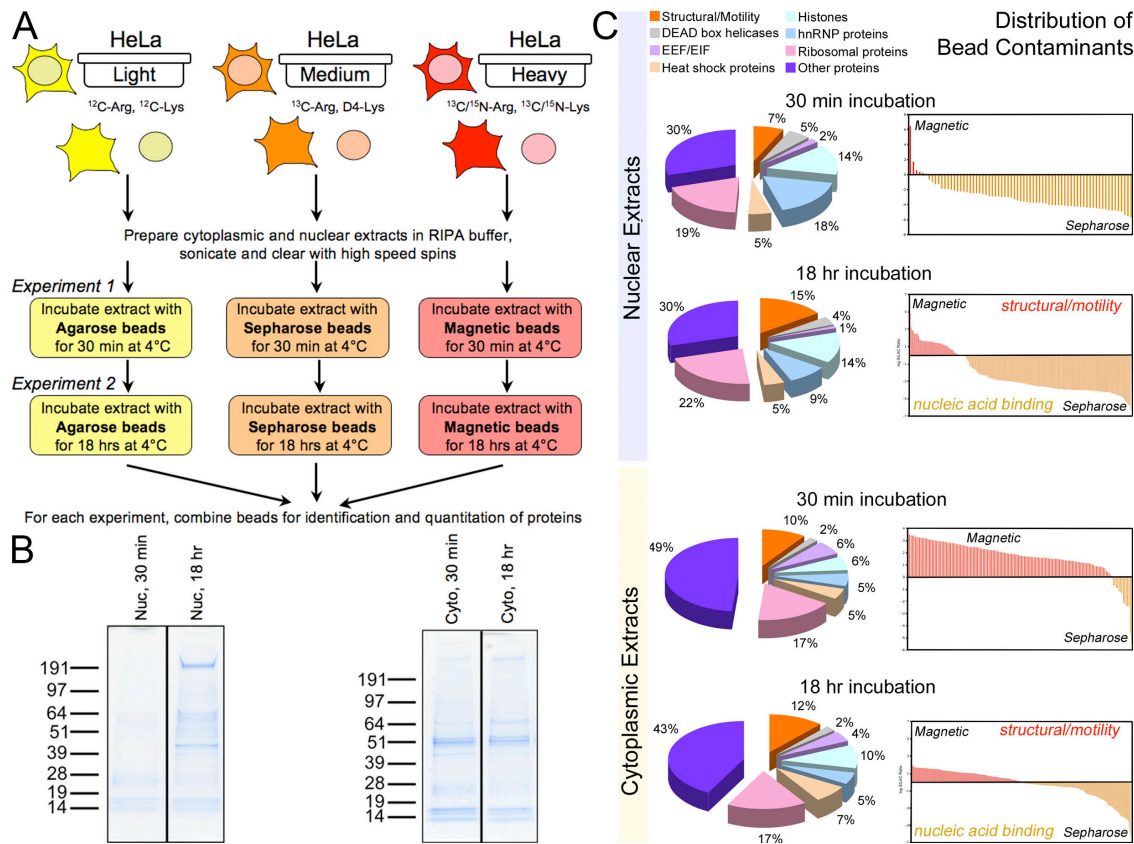 A
HeLa
HeLa
HeLa
Light
Medium
Heavy
¹²C-Arg, ¹²C-Lys
¹³C-Arg, D4-Lys
¹³C/¹⁵N-Arg, ¹³C/¹⁵N-Lys
Prepare cytoplasmic and nuclear extracts in RIPA buffer,
sonicate and clear with high speed spins
Experiment 1
Incubate extract with
Agarose beads
for 30 min at 4°C
Incubate extract with
Sepharose beads
for 30 min at 4°C
Incubate extract with
Magnetic beads
for 30 min at 4°C
Experiment 2
Incubate extract with
Agarose beads
for 18 hrs at 4°C
Incubate extract with
Sepharose beads
for 18 hrs at 4°C
Incubate extract with
Magnetic beads
for 18 hrs at 4°C
For each experiment, combine beads for identification and quantitation of proteins
B
Nuc, 30 min
Nuc, 18 hr
191
97
64
51
39
28
19
14
Cyto, 30 min
Cyto, 18 hr
191
97
64
51
39
28
19
14
C
Structural/Motility
DEAD box helicases
EEF/EIF
Heat shock proteins
Histones
hnRNP proteins
Ribosomal proteins
Other proteins
Distribution of
Bead Contaminants
Nuclear Extracts
30 min incubation
30%
7%
5%
2%
14%
18%
5%
19%
Magnetic
Sepharose
18 hr incubation
30%
15%
4%
1%
14%
9%
5%
22%
Magnetic
structural/motility
log SILAC Ratio
nucleic acid binding
Sepharose
Cytoplasmic Extracts
30 min incubation
49%
10%
2%
6%
6%
5%
5%
17%
Magnetic
Sepharose
18 hr incubation
43%
12%
2%
4%
10%
5%
7%
17%
Magnetic
structural/motility
log SILAC Ratio
nucleic acid binding
Sepharose